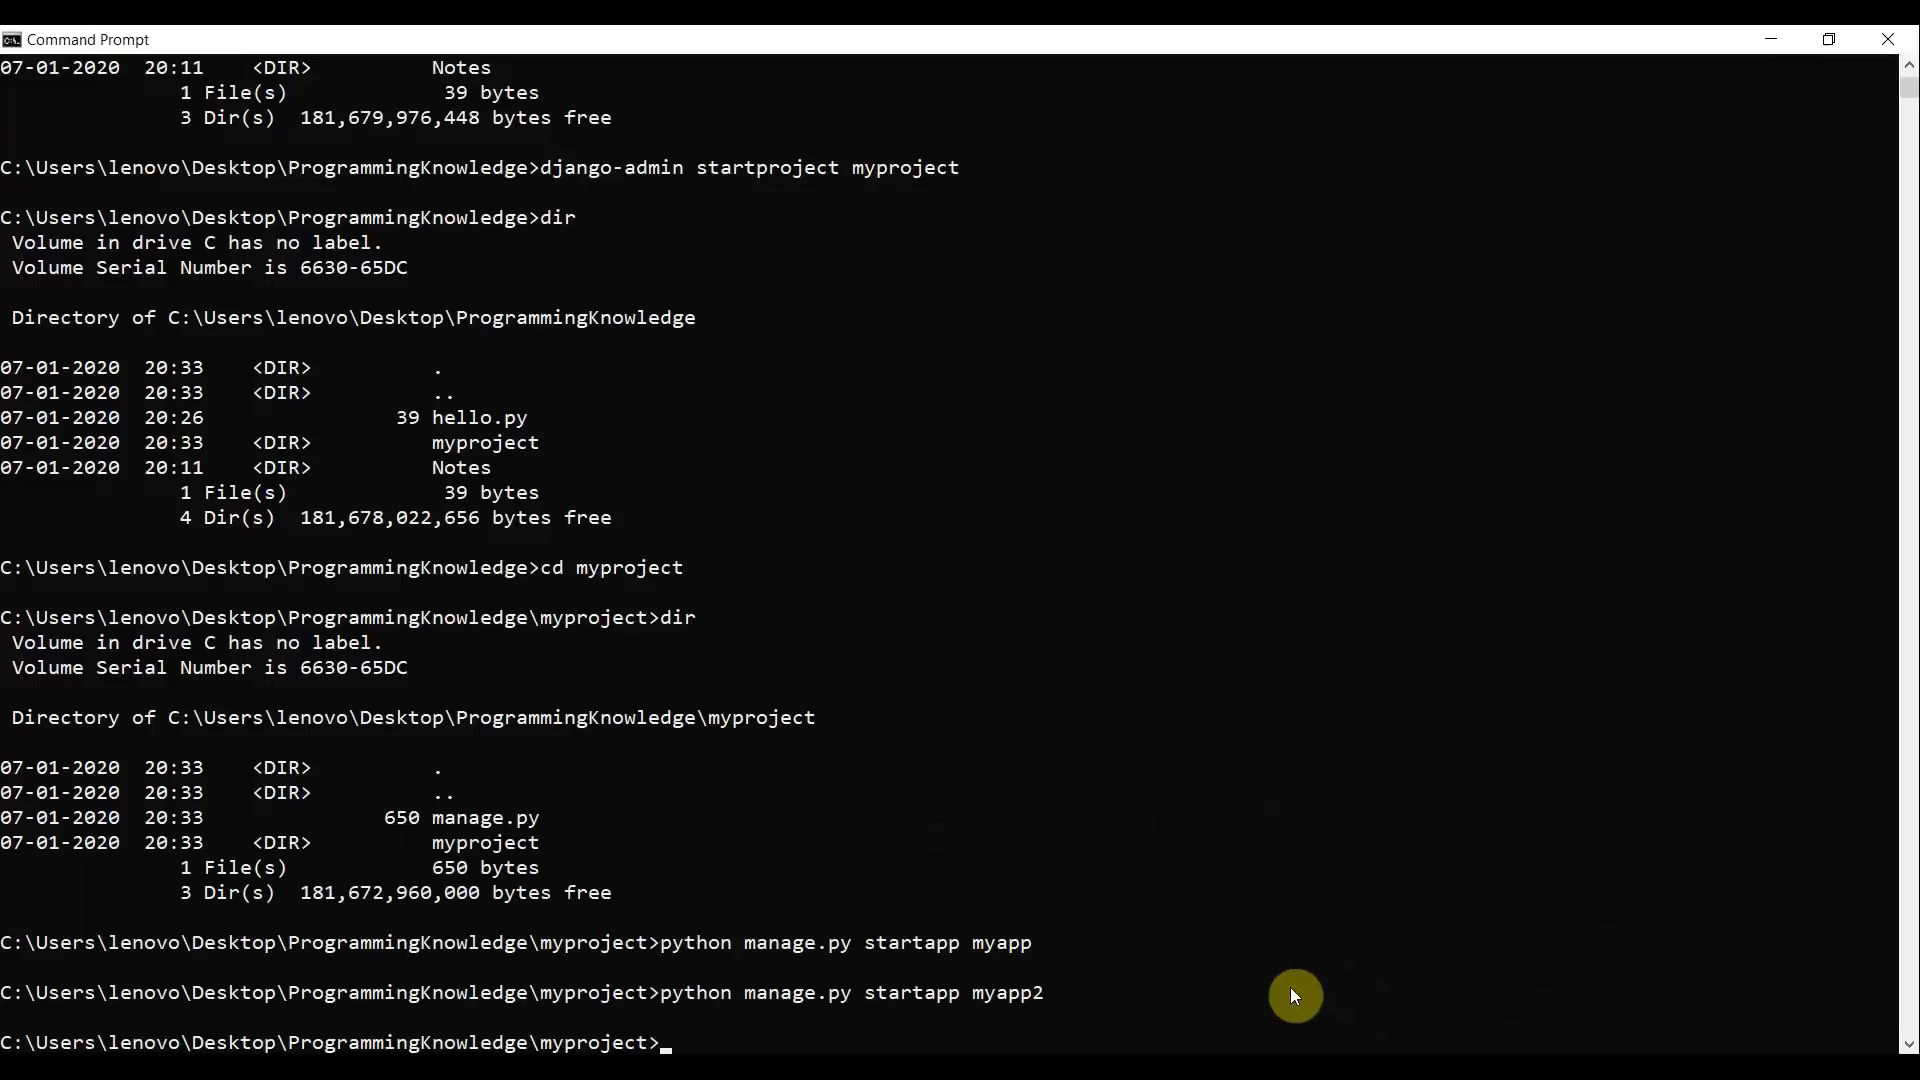 Command Prompt
07-01-2020  20:11    <DIR>          Notes
               1 File(s)             39 bytes
               3 Dir(s)  181,679,976,448 bytes free
C:\Users\lenovo\Desktop\ProgrammingKnowledge>django-admin startproject myproject
C:\Users\lenovo\Desktop\ProgrammingKnowledge>dir
 Volume in drive C has no label.
 Volume Serial Number is 6630-65DC
 Directory of C:\Users\lenovo\Desktop\ProgrammingKnowledge
07-01-2020  20:33    <DIR>          .
07-01-2020  20:33    <DIR>          ..
07-01-2020  20:26                39 hello.py
07-01-2020  20:33    <DIR>          myproject
07-01-2020  20:11    <DIR>          Notes
               1 File(s)             39 bytes
               4 Dir(s)  181,678,022,656 bytes free
C:\Users\lenovo\Desktop\ProgrammingKnowledge>cd myproject
C:\Users\lenovo\Desktop\ProgrammingKnowledge\myproject>dir
 Volume in drive C has no label.
 Volume Serial Number is 6630-65DC
 Directory of C:\Users\lenovo\Desktop\ProgrammingKnowledge\myproject
07-01-2020  20:33    <DIR>          .
07-01-2020  20:33    <DIR>          ..
07-01-2020  20:33               650 manage.py
07-01-2020  20:33    <DIR>          myproject
               1 File(s)            650 bytes
               3 Dir(s)  181,672,960,000 bytes free
C:\Users\lenovo\Desktop\ProgrammingKnowledge\myproject>python manage.py startapp myapp
C:\Users\lenovo\Desktop\ProgrammingKnowledge\myproject>python manage.py startapp myapp2
C:\Users\lenovo\Desktop\ProgrammingKnowledge\myproject>